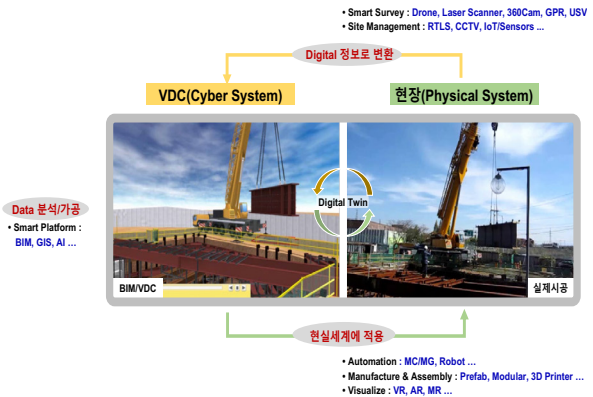 • Smart Survey : Drone, Laser Scanner, 360Cam, GPR, USV
• Site Management : RTLS, CCTV, IoT/Sensors ...
Digital 정보로 변환
VDC(Cyber System)
현장(Physical System)
Data 분석/가공
• Smart Platform :
BIM, GIS, AI ...
Digital Twin
BIM/VDC
실제시공
현실세계에 적용
• Automation : MC/MG, Robot ...
• Manufacture & Assembly : Prefab, Modular, 3D Printer ...
• Visualize : VR, AR, MR ...